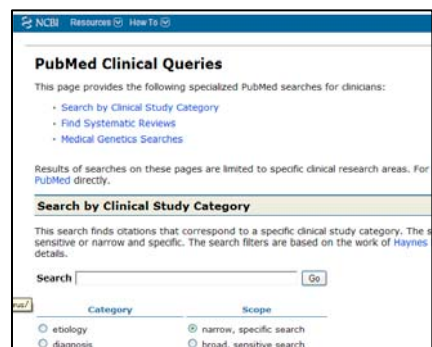 NCBI Resources How To
PubMed Clinical Queries
This page provides the following specialized PubMed searches for clinicians:
Search by Clinical Study Category
Find Systematic Reviews
Medical Genetics Searches
Results of searches on these pages are limited to specific clinical research areas. For
PubMed directly.
Search by Clinical Study Category
This search finds citations that correspond to a specific clinical study category. The s
sensitive or narrow and specific. The search filters are based on the work of Haynes
details.
Search Go
rus/
Category Scope
etiology narrow, specific search
diagnosis broad, sensitive search